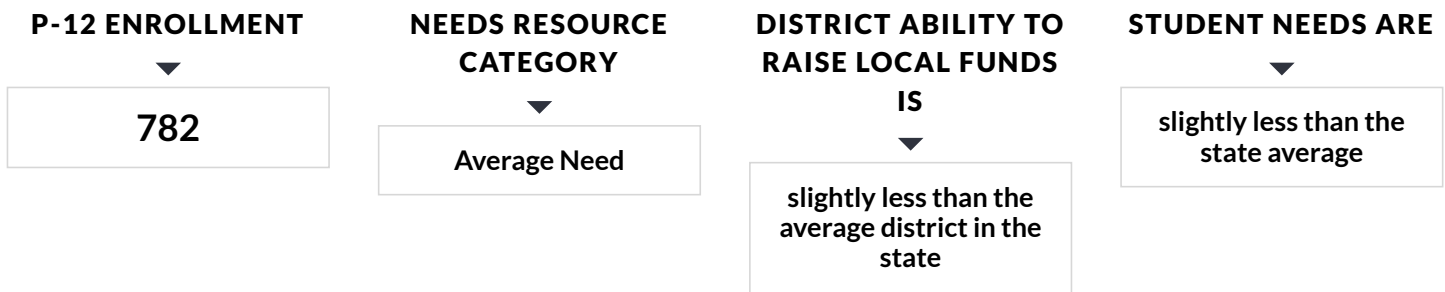 P-12 ENROLLMENT
782
NEEDS RESOURCE
CATEGORY
Average Need
DISTRICT ABILITY TO
RAISE LOCAL FUNDS
IS
slightly less than the
average district in the
state
STUDENT NEEDS ARE
slightly less than the
state average